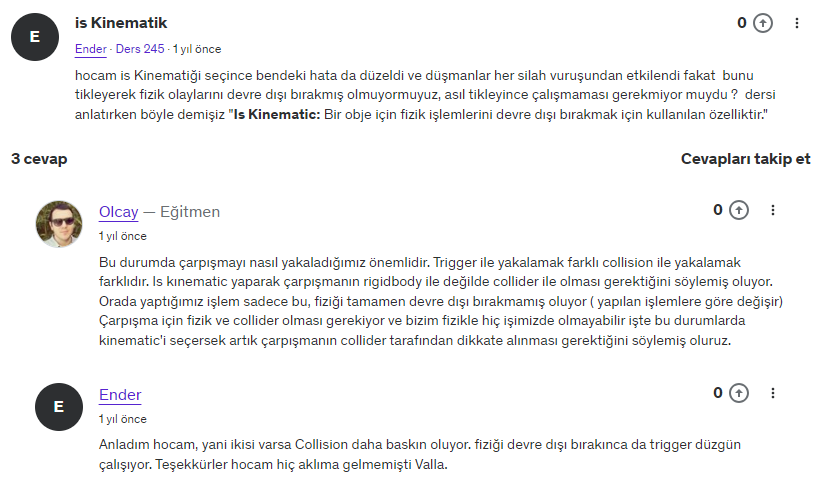 E
is Kinematik
0
Ender · Ders 245 · 1 yıl önce
hocam is Kinematiği seçince bendeki hata da düzeldi ve düşmanlar her silah vuruşundan etkilendi fakat bunu
tikleyerek fizik olaylarını devre dışı bırakmış olmuyormuyuz, asıl tikleyince çalışmaması gerekmiyor muydu ? dersi
anlatırken böyle demişiz "Is Kinematic: Bir obje için fizik işlemlerini devre dışı bırakmak için kullanılan özelliktir."
3 cevap
Cevapları takip et
Olcay — Eğitmen
0
1 yıl önce
Bu durumda çarpışmayı nasıl yakaladığımız önemlidir. Trigger ile yakalamak farklı collision ile yakalamak
farklıdır. Is kınematic yaparak çarpışmanın rigidbody ile değilde collider ile olması gerektiğini söylemiş oluyor.
Orada yaptığımız işlem sadece bu, fiziği tamamen devre dışı bırakmamış oluyor ( yapılan işlemlere göre değişir)
Çarpışma için fizik ve collider olması gerekiyor ve bizim fizikle hiç işimizde olmayabilir işte bu durumlarda
kinematic'i seçersek artık çarpışmanın collider tarafından dikkate alınması gerektiğini söylemiş oluruz.
E
Ender
0
1 yıl önce
Anladım hocam, yani ikisi varsa Collision daha baskın oluyor. fiziği devre dışı bırakınca da trigger düzgün
çalışıyor. Teşekkürler hocam hiç aklıma gelmemişti Valla.